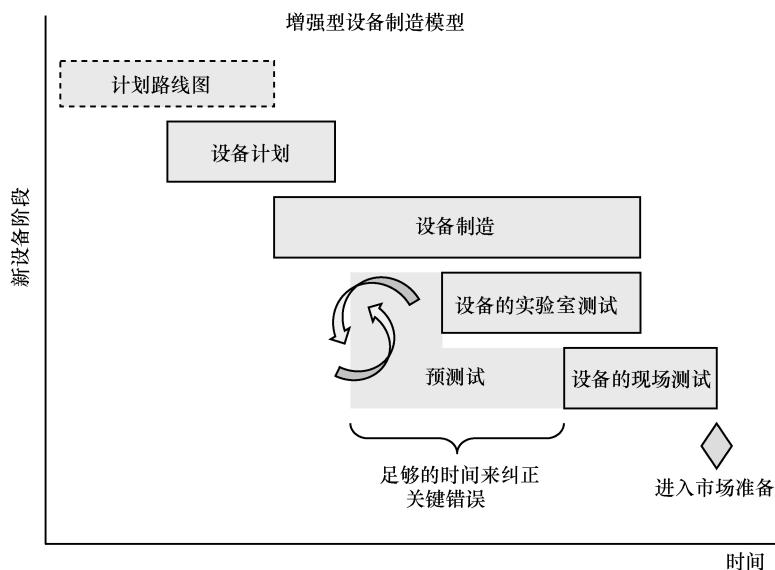 增强型设备制造模型
计划路线图
设备计划
设备制造
新设备阶段
设备的实验室测试
预测试
设备的现场测试
足够的时间来纠正
关键错误
进入市场准备
时间